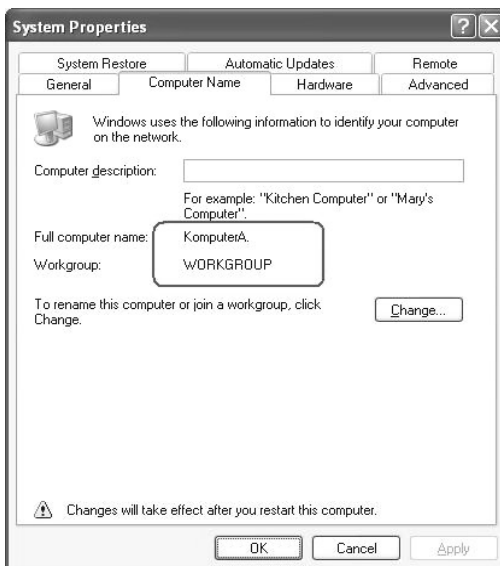 System Properties
System Restore Automatic Updates Remote
General Computer Name Hardware Advanced
Windows uses the following information to identify your computer
on the network.
Computer description:
For example: "Kitchen Computer" or "Mary's
Computer".
Full computer name: KomputerA.
Workgroup: WORKGROUP
To rename this computer or join a workgroup, click
Change.
Change...
Changes will take effect after you restart this computer.
OK Cancel Apply